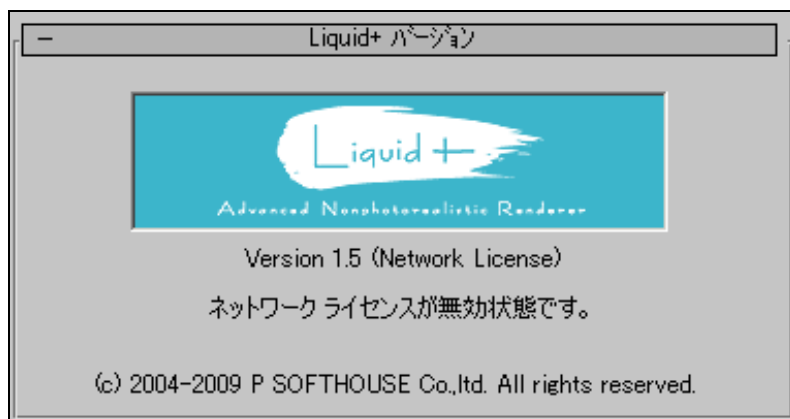 Liquid+ バージョン
Liquid+
Advanced Nonphotorealistic Renderer
Version 1.5 (Network License)
ネットワーク ライセンスが無効状態です。
(c) 2004-2009 P SOFTHOUSE Co.,ltd. All rights reserved.